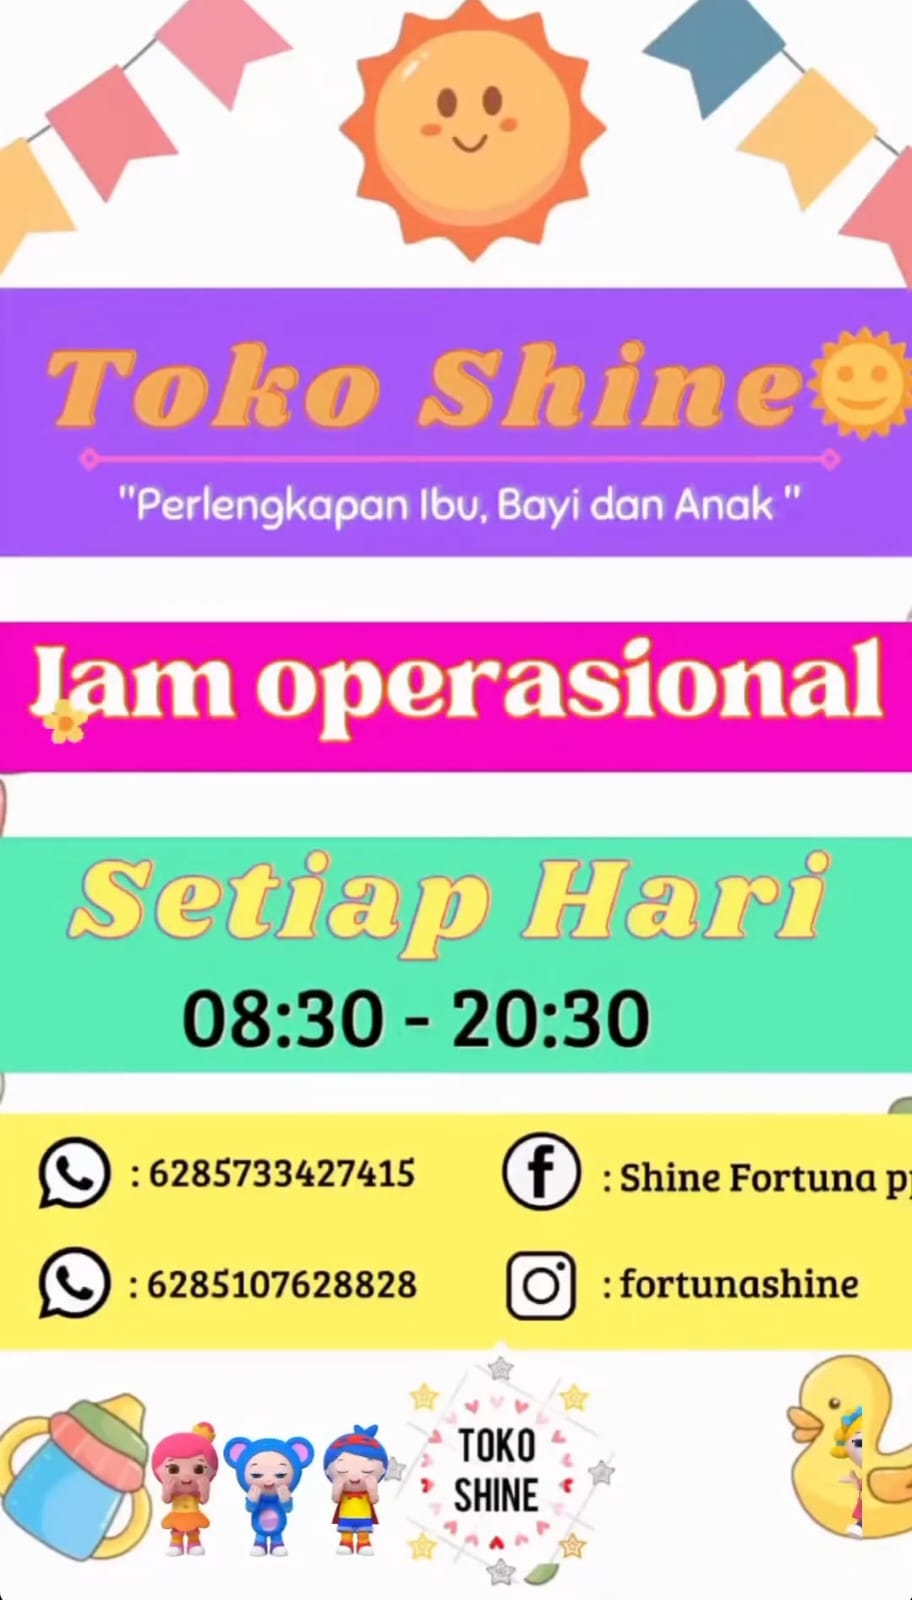 Toko Shine
"Perlengkapan Ibu, Bayi dan Anak "
Jam operasional
Setiap Hari
08:30 - 20:30
: 6285733427415
: Shine Fortuna
: 6285107628828
: fortunashine
TOKO
SHINE